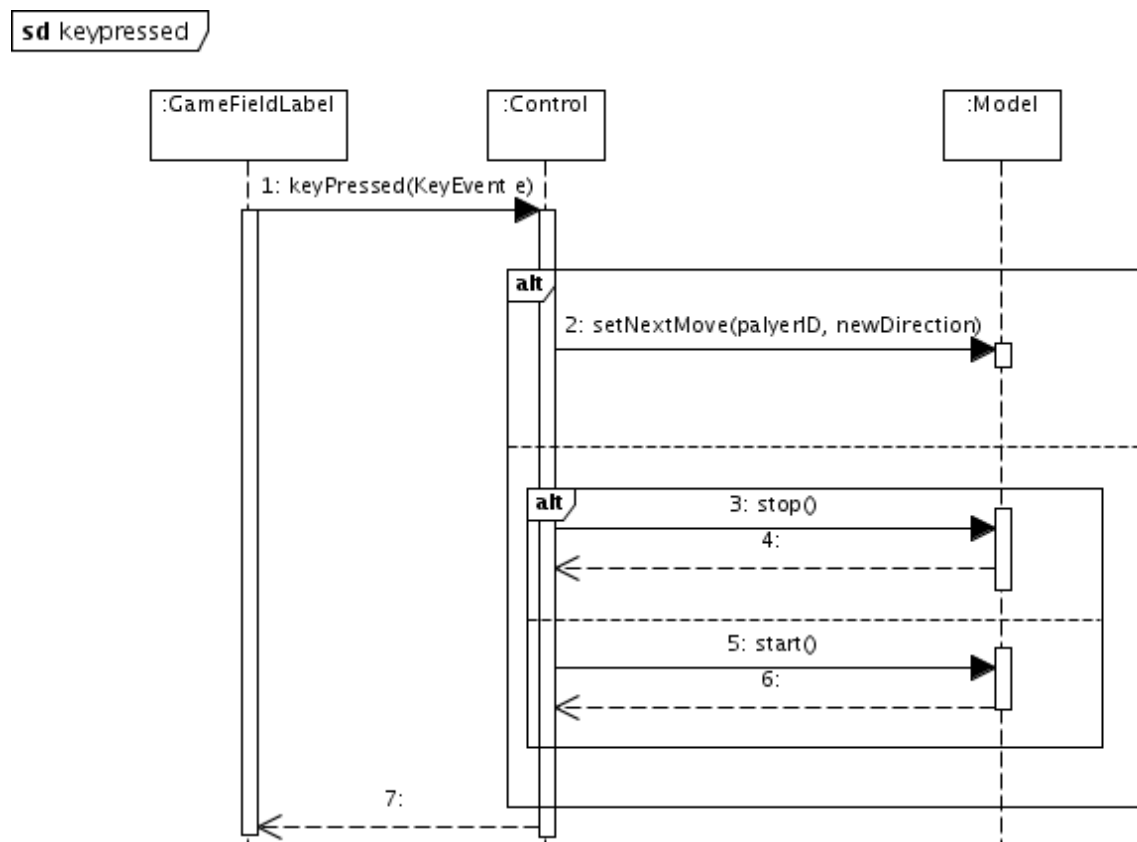 sd keypressed
:GameFieldLabel
:Control
:Model
1: keyPressed(KeyEvent e)
alt
2: setNextMove(palyerID, newDirection)
alt
3: stop()
4:
5: start()
6:
7: